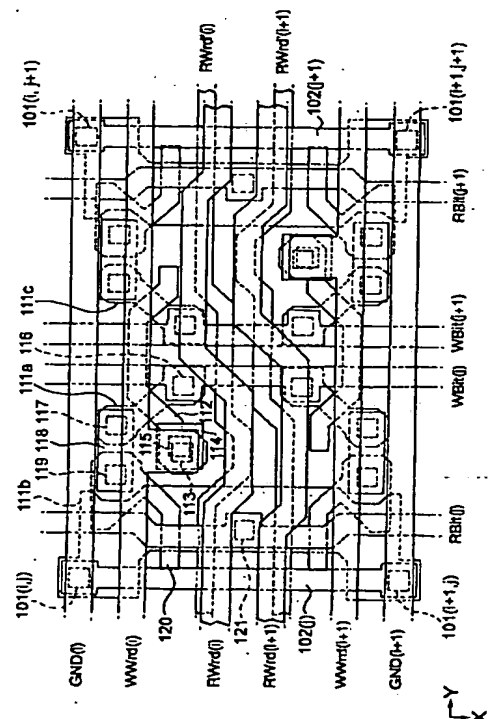 101(i, j+1)
RWrd'(i)
RWrd'(i+1)
102(j+1)
101(i+1,j+1)
111c
116
111a
117
118
119
111b
101(i,j)
115
112
113
114
120
121
102(j)
101(i+1,j)
GND(i)
WWrd(i)
RWrd(i)
RWrd(i+1)
WWrd(i+1)
GND(i+1)
RBit(j)
WBit(j)
WBit(j+1)
RBit(j+1)
Y
X